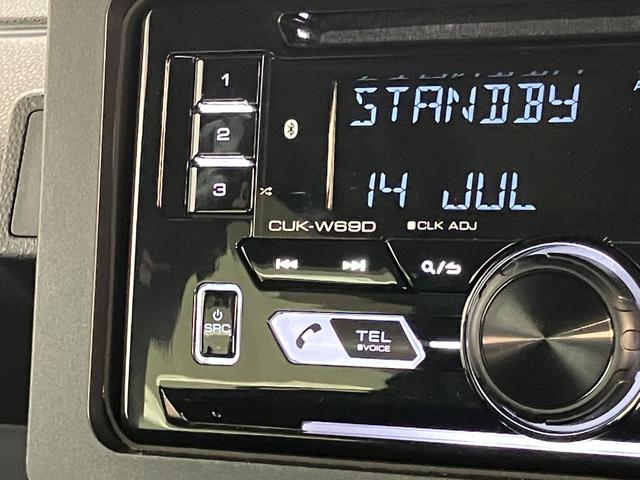 1
STANDBY
2
3
14 JUL
CUK-W69D
CLK ADJ
SRC
TEL
VOICE